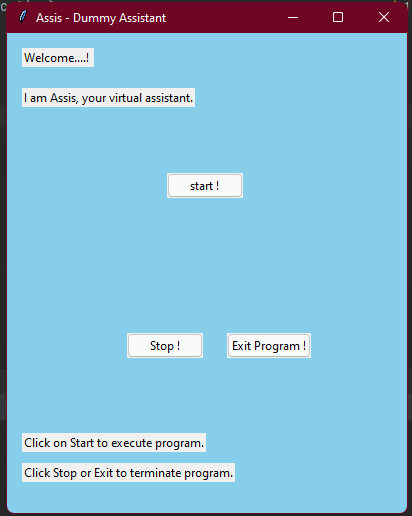 Assis - Dummy Assistant
Welcome....!
I am Assis, your virtual assistant.
start !
Stop !
Exit Program !
Click on Start to execute program.
Click Stop or Exit to terminate program.